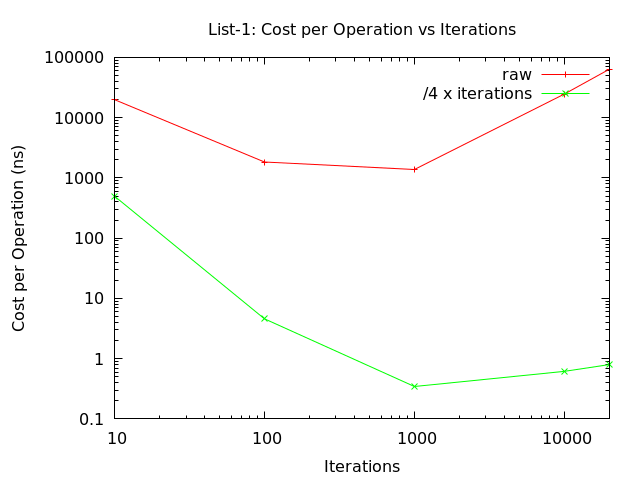 List-1: Cost per Operation vs Iterations
raw
/4 x iterations
Cost per Operation (ns)
100000
10000
1000
100
10
1
0.1
10 100 1000 10000
Iterations